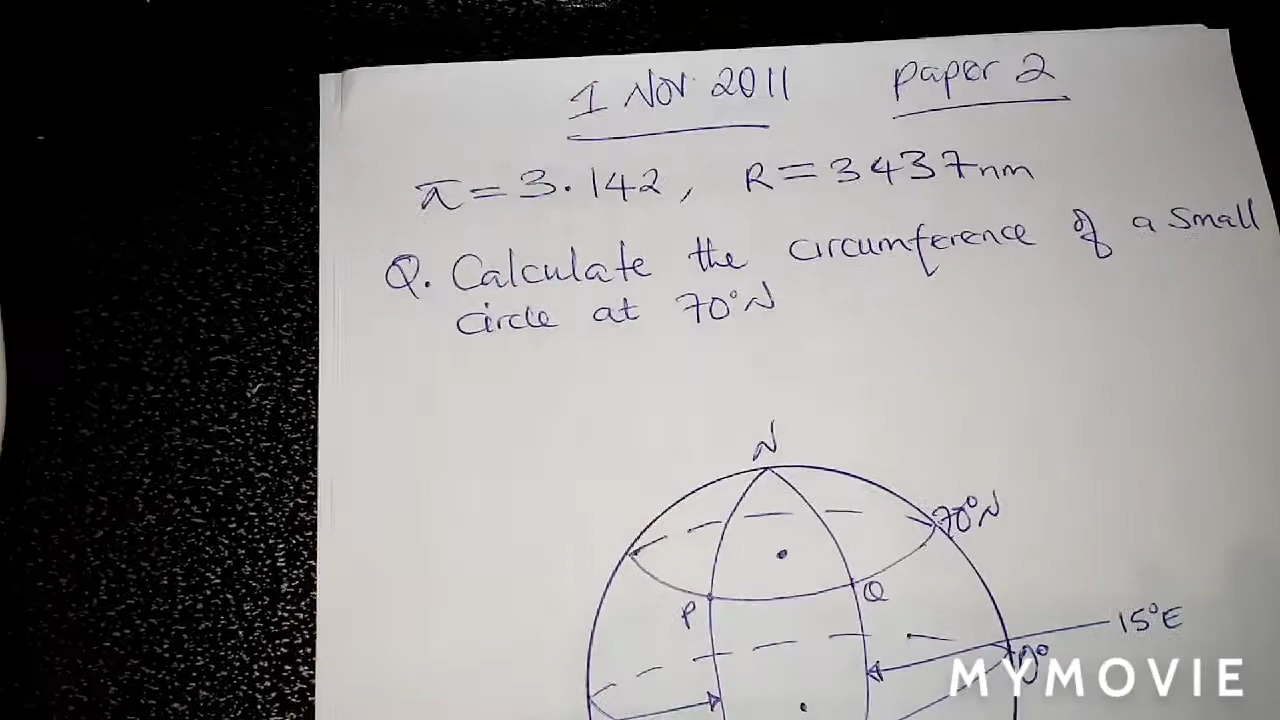 1 Nov 2011 Paper 2
π = 3.142, R = 3437nm
Q. Calculate the circumference of a small
circle at 70°N
N
70°N
P
Q
15°E
0°
MYMOVIE